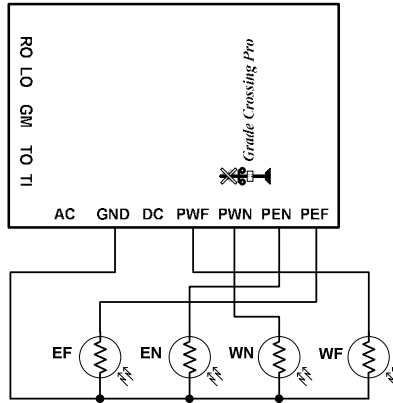 RO LO GM TO TI
Grade Crossing Pro
AC GND DC PWF PWN PEN PEF
EF EN WN WF